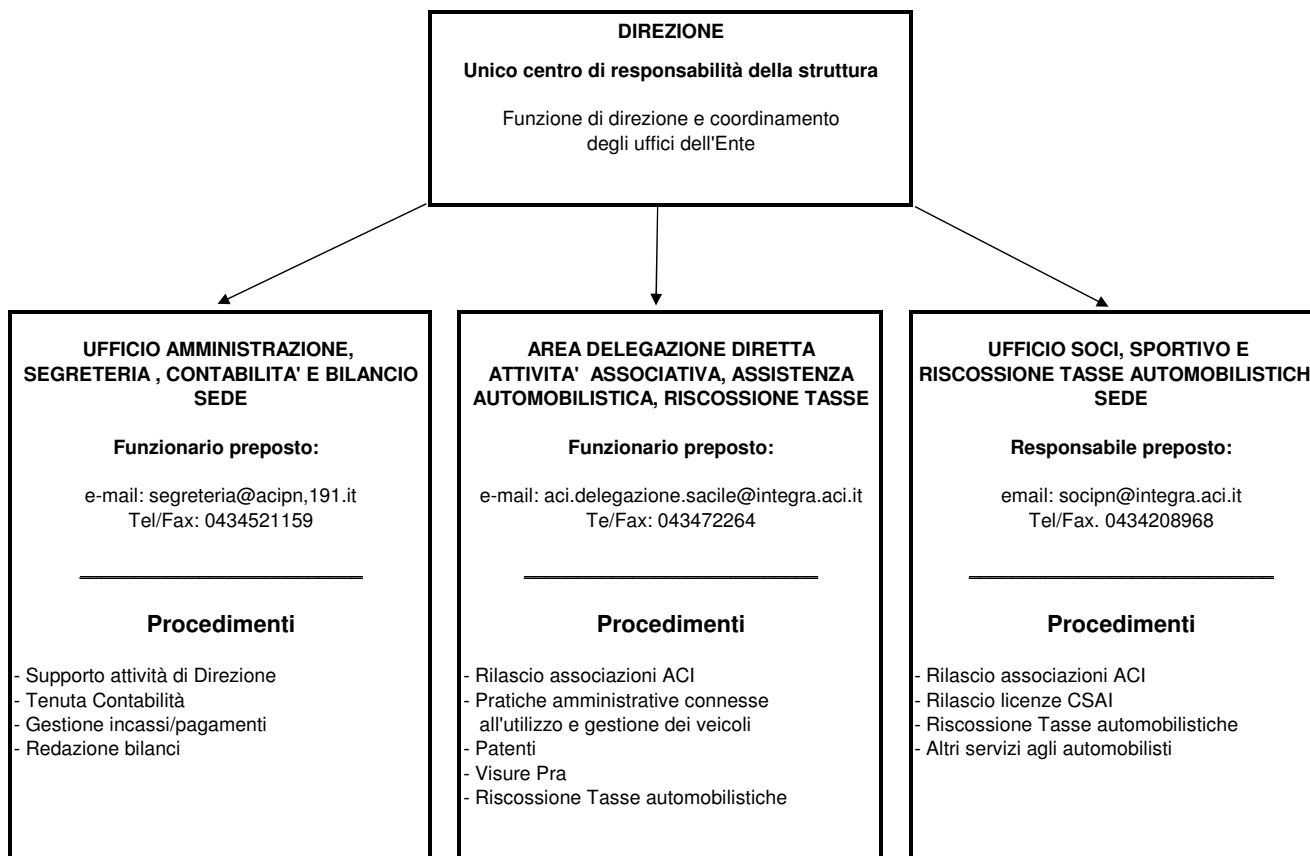 DIREZIONE
Unico centro di responsabilità della struttura
Funzione di direzione e coordinamento
degli uffici dell'Ente
UFFICIO AMMINISTRAZIONE,
SEGRETERIA , CONTABILITA' E BILANCIO
SEDE
Funzionario preposto:
e-mail: segreteria@acipn,191.it
Tel/Fax: 0434521159
Procedimenti
- Supporto attività di Direzione
- Tenuta Contabilità
- Gestione incassi/pagamenti
- Redazione bilanci
AREA DELEGAZIONE DIRETTA
ATTIVITA' ASSOCIATIVA, ASSISTENZA
AUTOMOBILISTICA, RISCOSSIONE TASSE
Funzionario preposto:
e-mail: aci.delegazione.sacile@integra.aci.it
Te/Fax: 043472264
Procedimenti
- Rilascio associazioni ACI
- Pratiche amministrative connesse
all'utilizzo e gestione dei veicoli
- Patenti
- Visure Pra
- Riscossione Tasse automobilistiche
UFFICIO SOCI, SPORTIVO E
RISCOSSIONE TASSE AUTOMOBILISTICH
SEDE
Responsabile preposto:
email: socipn@integra.aci.it
Tel/Fax. 0434208968
Procedimenti
- Rilascio associazioni ACI
- Rilascio licenze CSAI
- Riscossione Tasse automobilistiche
- Altri servizi agli automobilisti